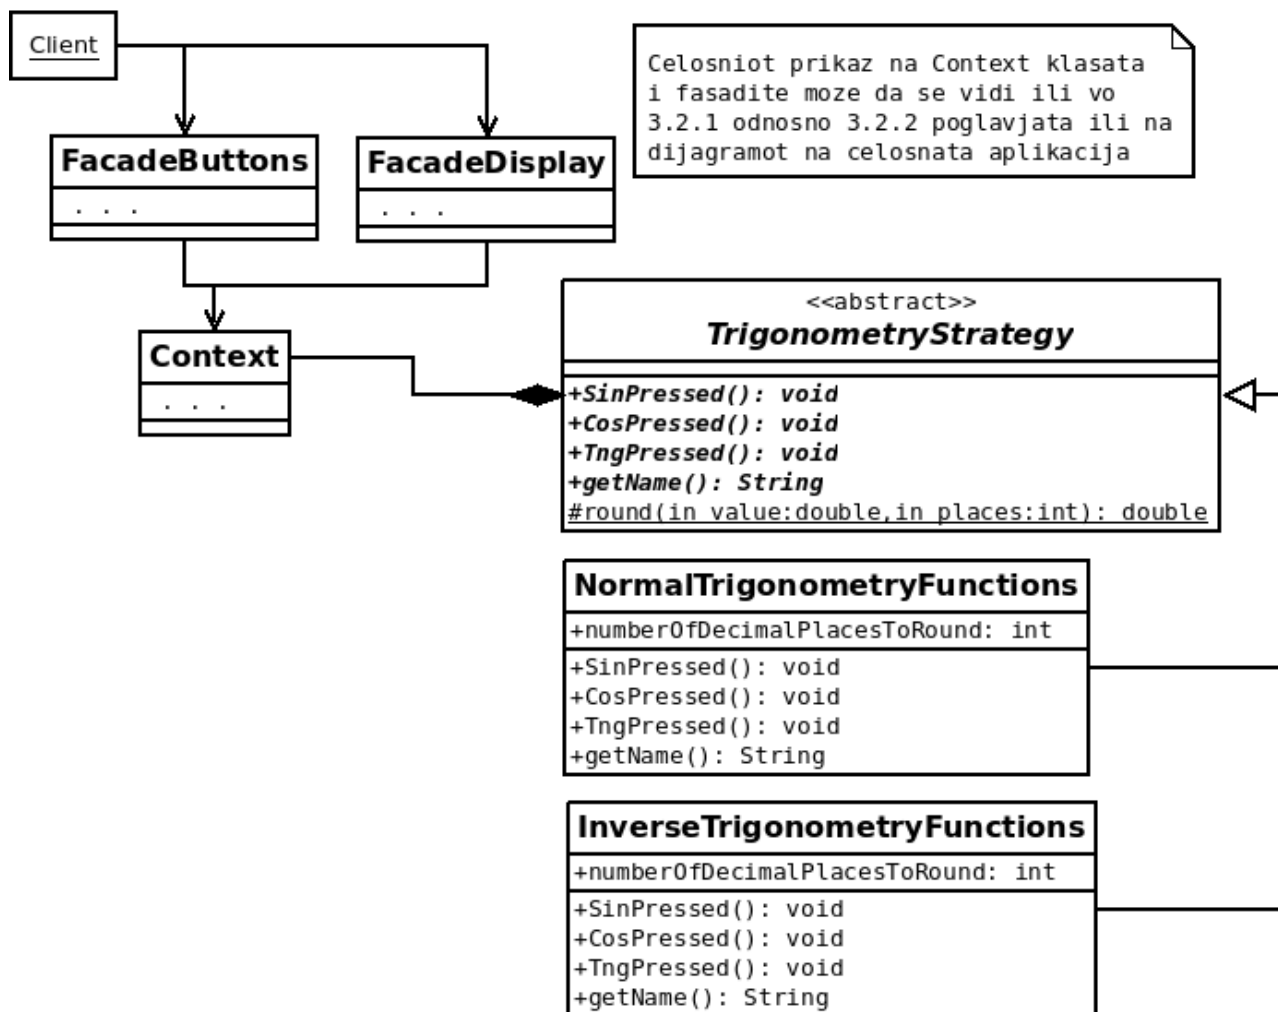 Client
Celosniot prikaz na Context klasata
i fasadite moze da se vidi ili vo
3.2.1 odnosno 3.2.2 poglavjata ili na
dijagramot na celosnata aplikacija
FacadeButtons
. . .
FacadeDisplay
. . .
Context
. . .
<<abstract>>
TrigonometryStrategy
+SinPressed(): void
+CosPressed(): void
+TngPressed(): void
+getName(): String
#round(in value:double,in places:int): double
NormalTrigonometryFunctions
+numberOfDecimalPlacesToRound: int
+SinPressed(): void
+CosPressed(): void
+TngPressed(): void
+getName(): String
InverseTrigonometryFunctions
+numberOfDecimalPlacesToRound: int
+SinPressed(): void
+CosPressed(): void
+TngPressed(): void
+getName(): String